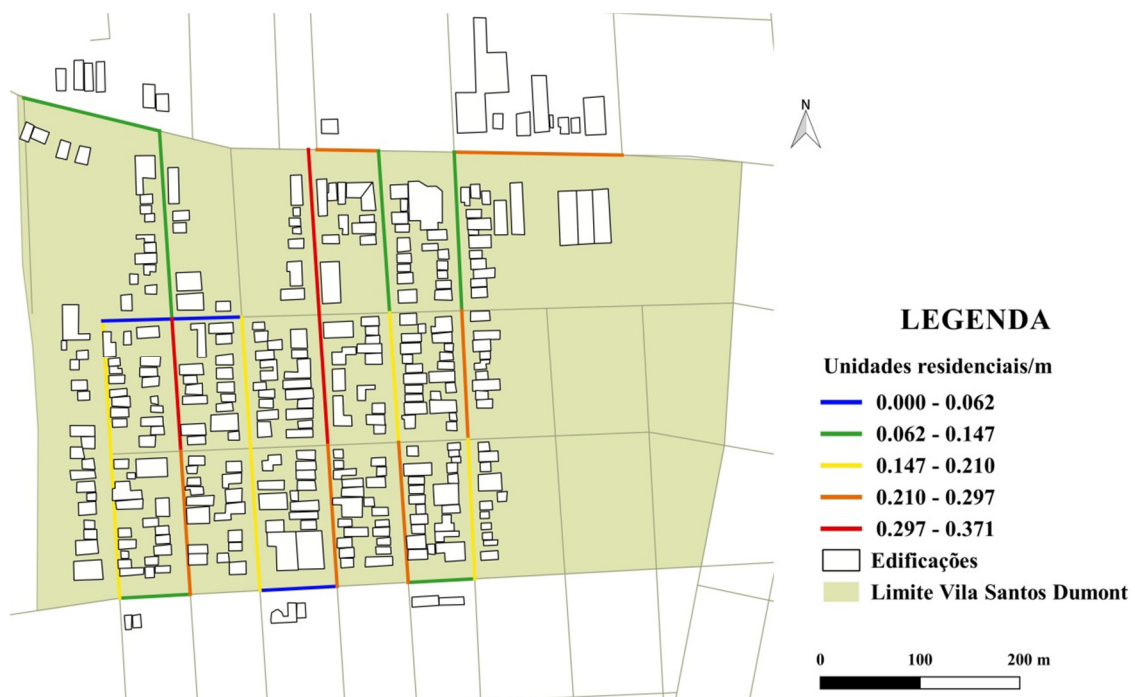 N
LEGENDA
Unidades residenciais/m
0.000 - 0.062
0.062 - 0.147
0.147 - 0.210
0.210 - 0.297
0.297 - 0.371
Edificações
Limite Vila Santos Dumont
0 100 200 m